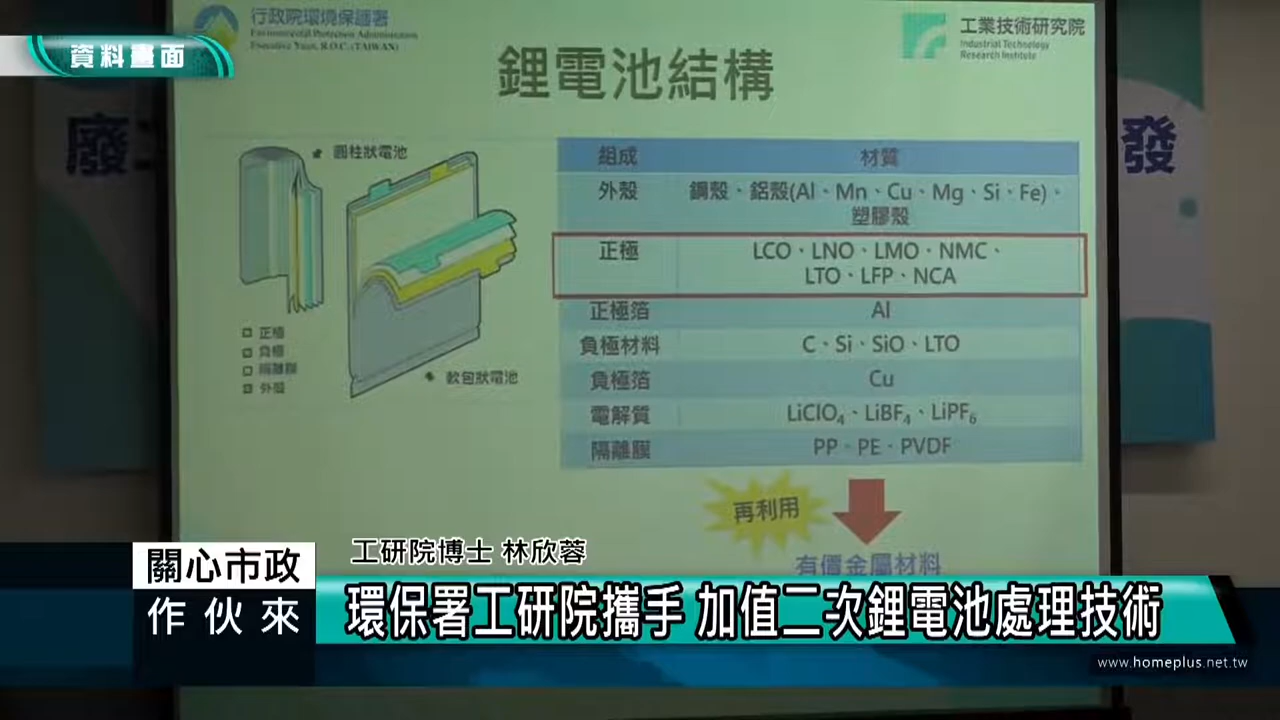 行政院環境保護署
Environmental Protection Administration
Executive Yuan, R.O.C. (TAIWAN)
工業技術研究院
Industrial Technology
Research Institute
資料畫面
鋰電池結構
廢
發
圓柱狀電池
正極
負極
隔離膜
外殼
軟包狀電池
組成 材質
外殼 鋼殼、鋁殼(Al、Mn、Cu、Mg、Si、Fe)、
塑膠殼
正極 LCO、LNO、LMO、NMC、
LTO、LFP、NCA
正極箔 Al
負極材料 C、Si、SiO、LTO
負極箔 Cu
電解質 LiClO₄、LiBF₄、LiPF₆
隔離膜 PP、PE、PVDF
再利用
有價金屬材料
工研院博士 林欣蓉
關心市政
作伙來
環保署工研院攜手 加值二次鋰電池處理技術
www.homeplus.net.tw